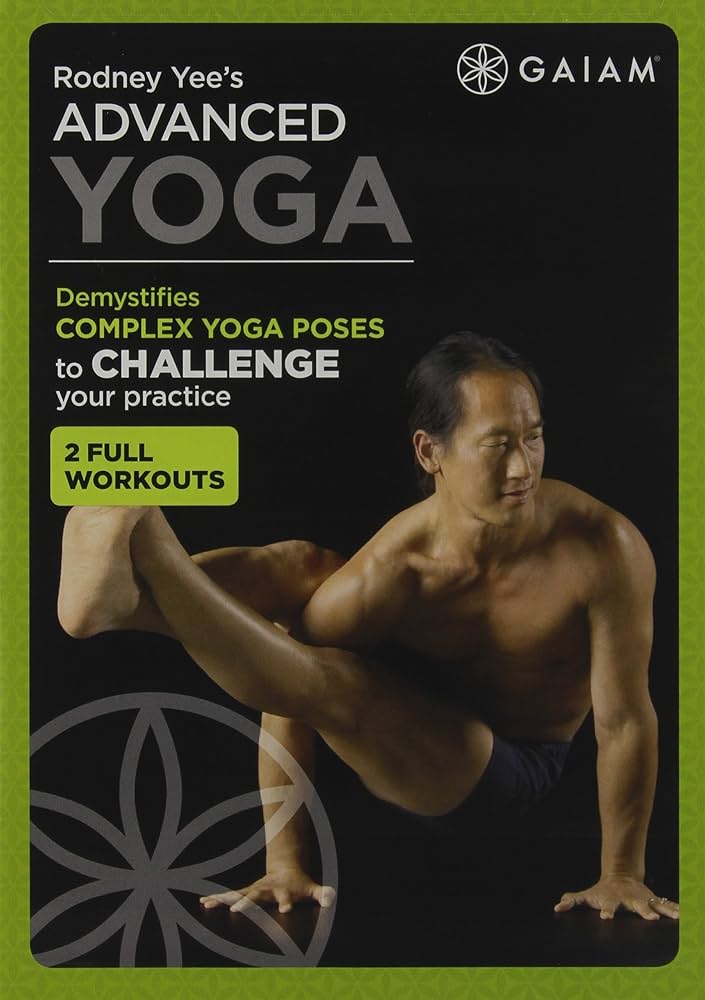 Rodney Yee's
ADVANCED
YOGA
GAIAM®
Demystifies
COMPLEX YOGA POSES
to CHALLENGE
your practice
2 FULL
WORKOUTS